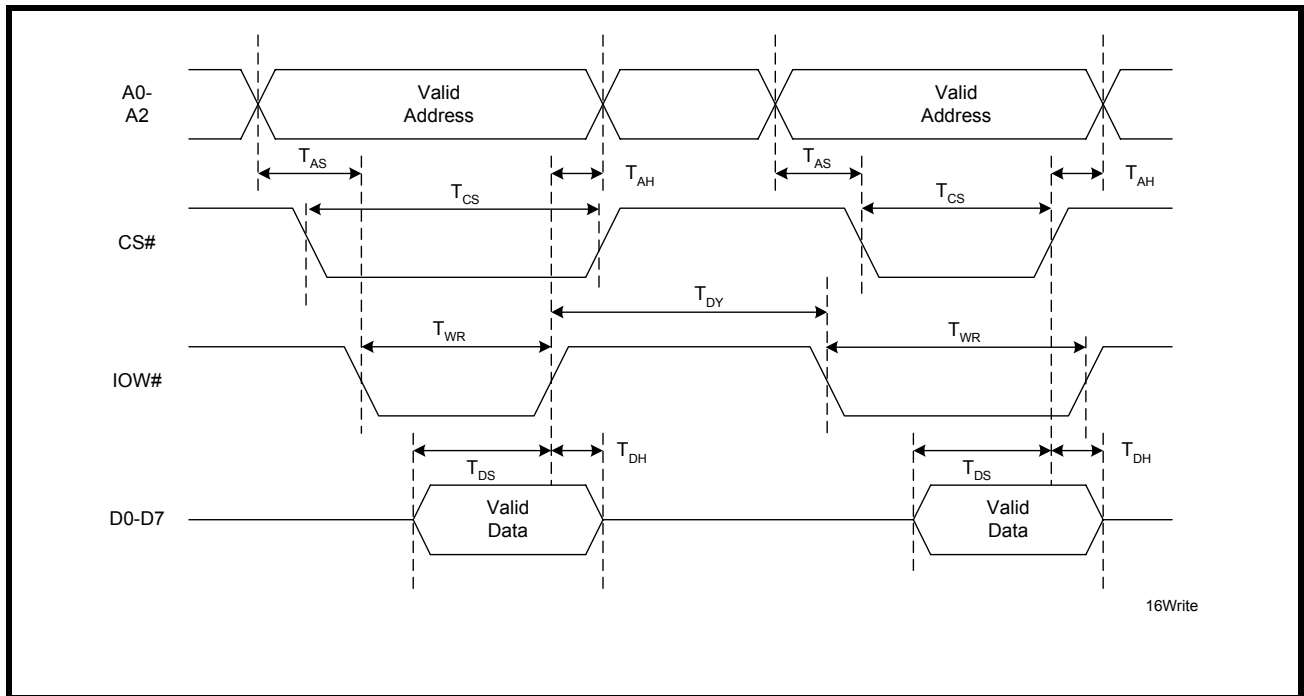 A0-
A2
Valid
Address
Valid
Address
TAS
TAH
TAS
TAH
TCS
TCS
CS#
TDY
TWR
TWR
IOW#
TDS
TDH
TDS
TDH
D0-D7
Valid
Data
Valid
Data
16Write